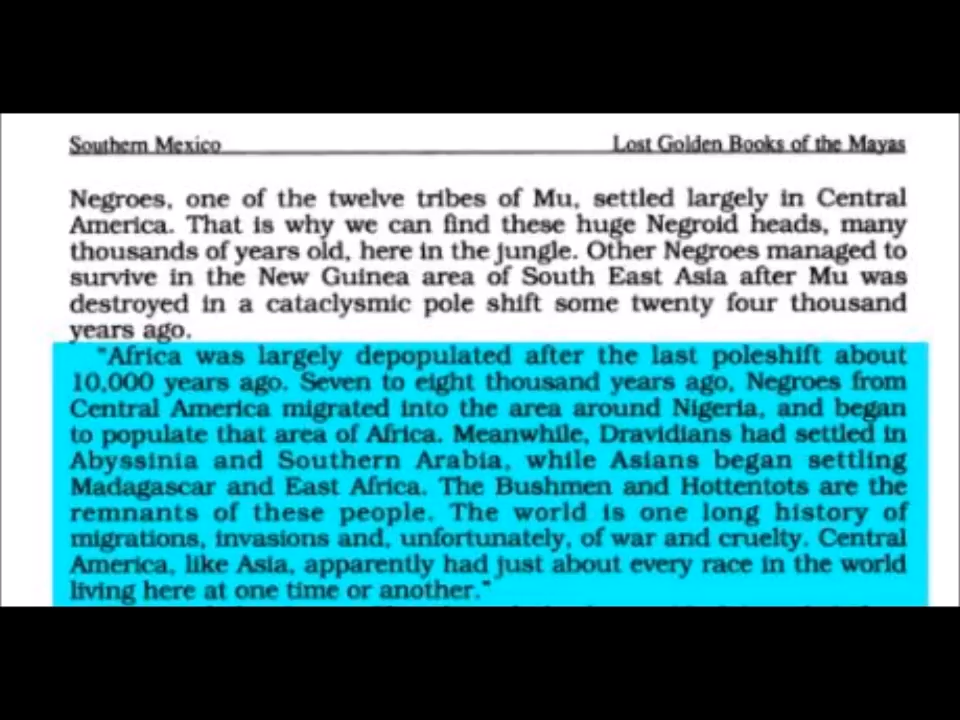 Southern Mexico Lost Golden Books of the Mayas
Negroes, one of the twelve tribes of Mu, settled largely in Central
America. That is why we can find these huge Negroid heads, many
thousands of years old, here in the jungle. Other Negroes managed to
survive in the New Guinea area of South East Asia after Mu was
destroyed in a cataclysmic pole shift some twenty four thousand
years ago.
"Africa was largely depopulated after the last poleshift about
10,000 years ago. Seven to eight thousand years ago, Negroes from
Central America migrated into the area around Nigeria, and began
to populate that area of Africa. Meanwhile, Dravidians had settled in
Abyssinia and Southern Arabia, while Asians began settling
Madagascar and East Africa. The Bushmen and Hottentots are the
remnants of these people. The world is one long history of
migrations, invasions and, unfortunately, of war and cruelty. Central
America, like Asia, apparently had just about every race in the world
living here at one time or another."